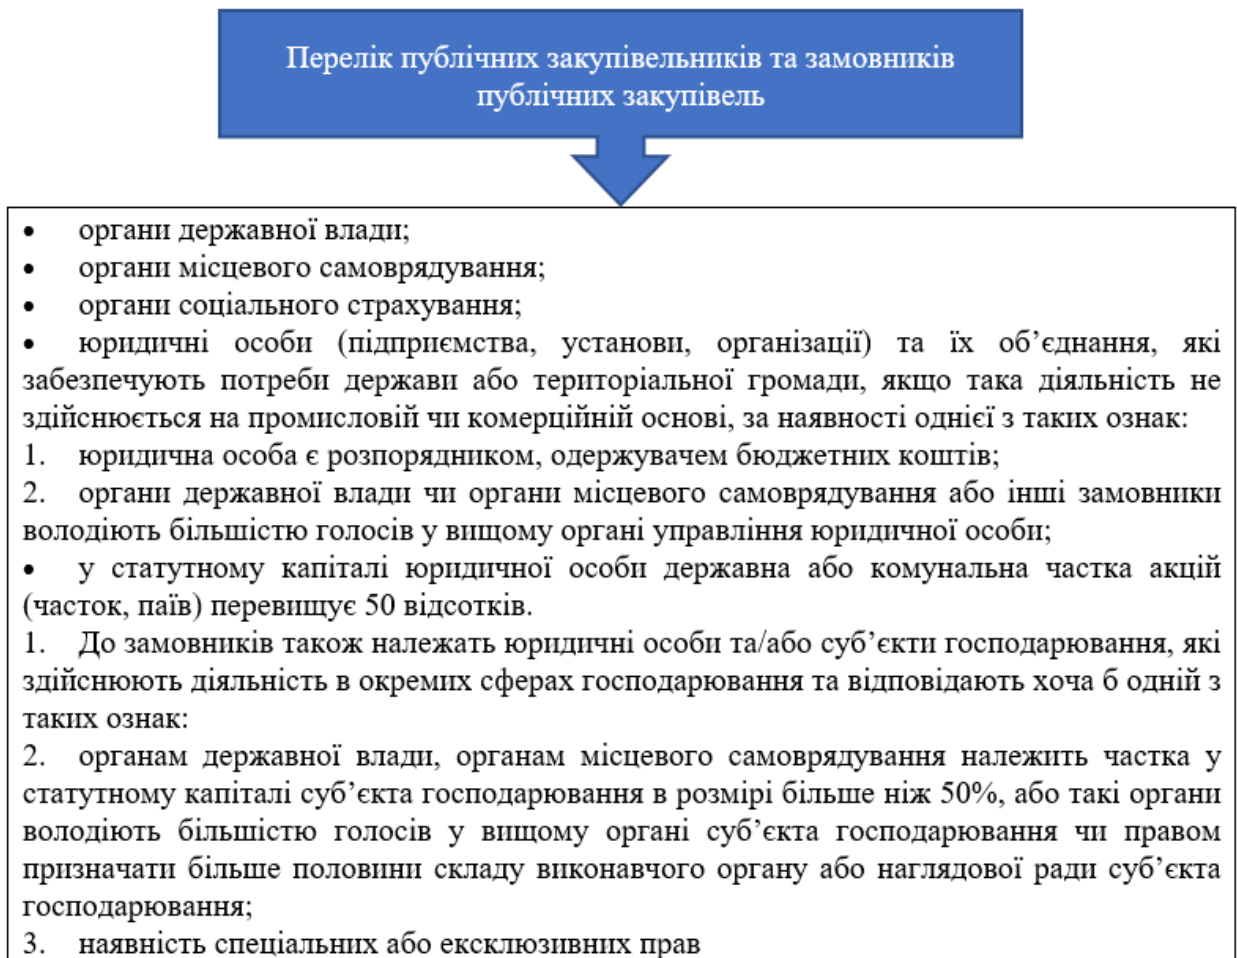 Перелік публічних закупівельників та замовників
публічних закупівель
• органи державної влади;
• органи місцевого самоврядування;
• органи соціального страхування;
• юридичні особи (підприємства, установи, організації) та їх об’єднання, які
забезпечують потреби держави або територіальної громади, якщо така діяльність не
здійснюється на промисловій чи комерційній основі, за наявності однієї з таких ознак:
1. юридична особа є розпорядником, одержувачем бюджетних коштів;
2. органи державної влади чи органи місцевого самоврядування або інші замовники
володіють більшістю голосів у вищому органі управління юридичної особи;
• у статутному капіталі юридичної особи державна або комунальна частка акцій
(часток, паїв) перевищує 50 відсотків.
1. До замовників також належать юридичні особи та/або суб’єкти господарювання, які
здійснюють діяльність в окремих сферах господарювання та відповідають хоча б одній з
таких ознак:
2. органам державної влади, органам місцевого самоврядування належить частка у
статутному капіталі суб’єкта господарювання в розмірі більше ніж 50%, або такі органи
володіють більшістю голосів у вищому органі суб’єкта господарювання чи правом
призначати більше половини складу виконавчого органу або наглядової ради суб’єкта
господарювання;
3. наявність спеціальних або ексклюзивних прав